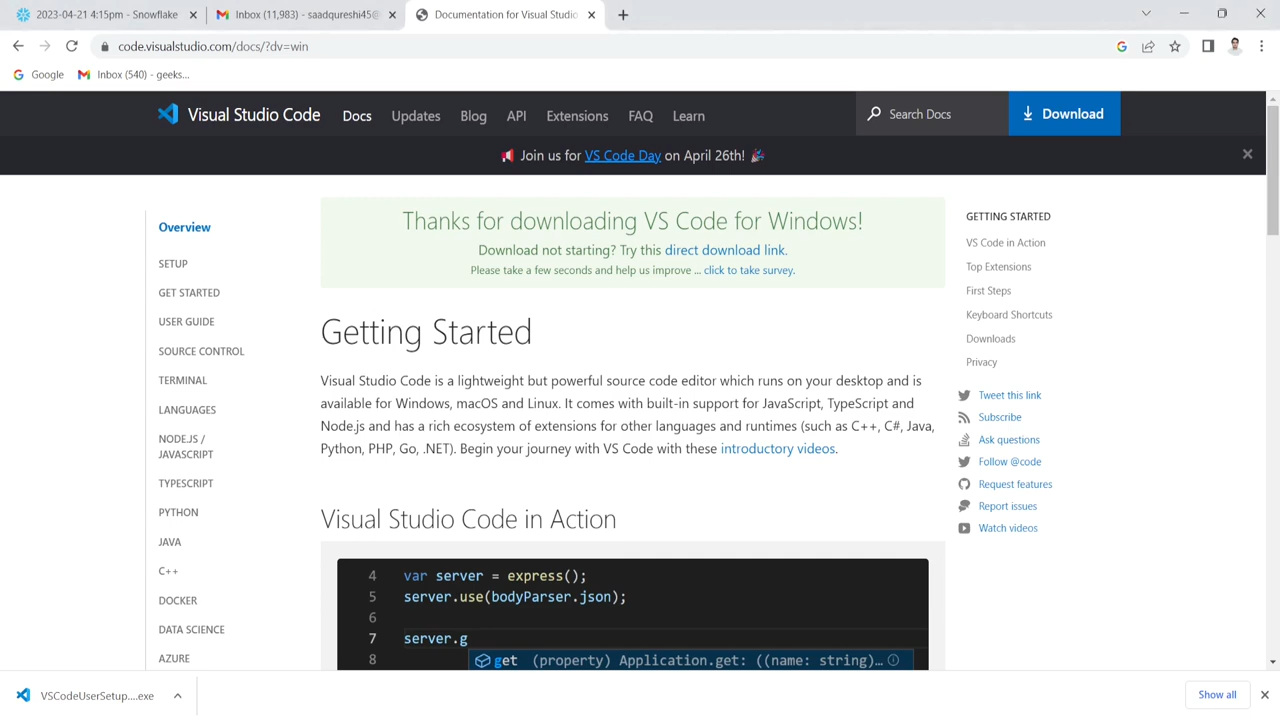 2023-04-21 4:15pm - Snowflake
Inbox (11,983) - saadqureshi45@
Documentation for Visual Studio
code.visualstudio.com/docs/?dv=win
Google
Inbox (540) - geeks...
Visual Studio Code
Docs
Updates
Blog
API
Extensions
FAQ
Learn
Search Docs
Download
Join us for VS Code Day on April 26th!
Overview
SETUP
GET STARTED
USER GUIDE
SOURCE CONTROL
TERMINAL
LANGUAGES
NODE.JS /
JAVASCRIPT
TYPESCRIPT
PYTHON
JAVA
C++
DOCKER
DATA SCIENCE
AZURE
Thanks for downloading VS Code for Windows!
Download not starting? Try this direct download link.
Please take a few seconds and help us improve ... click to take survey.
Getting Started
Visual Studio Code is a lightweight but powerful source code editor which runs on your desktop and is
available for Windows, macOS and Linux. It comes with built-in support for JavaScript, TypeScript and
Node.js and has a rich ecosystem of extensions for other languages and runtimes (such as C++, C#, Java,
Python, PHP, Go, .NET). Begin your journey with VS Code with these introductory videos.
Visual Studio Code in Action
4 var server = express();
5 server.use(bodyParser.json);
6
7 server.g
8 get (property) Application.get: ((name: string)...
GETTING STARTED
VS Code in Action
Top Extensions
First Steps
Keyboard Shortcuts
Downloads
Privacy
Tweet this link
Subscribe
Ask questions
Follow @code
Request features
Report issues
Watch videos
VSCodeUserSetup....exe
Show all